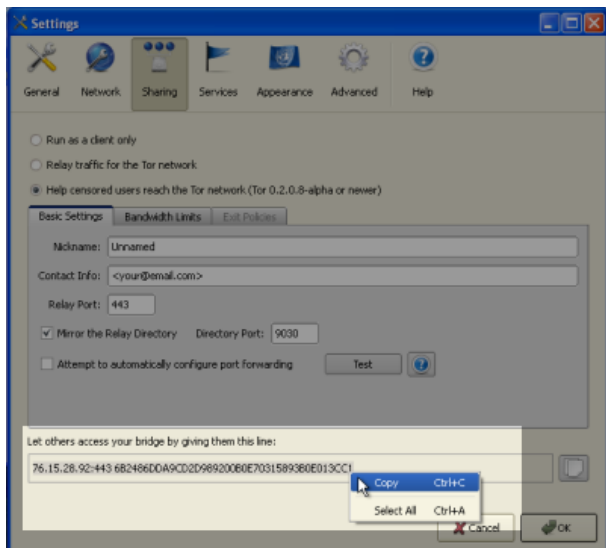 Settings
General Network Sharing Services Appearance Advanced Help
Run as a client only
Relay traffic for the Tor network
Help censored users reach the Tor network (Tor 0.2.0.8-alpha or newer)
Basic Settings Bandwidth Limits Exit Policies
Nickname: Unnamed
Contact Info: <your@email.com>
Relay Port: 443
Mirror the Relay Directory Directory Port: 9030
Attempt to automatically configure port forwarding Test
Let others access your bridge by giving them this line:
76.15.28.92:443 6B2486DDA9CD2D989200B0E70315893B0E013CC1
Copy Ctrl+C
Select All Ctrl+A
Cancel OK